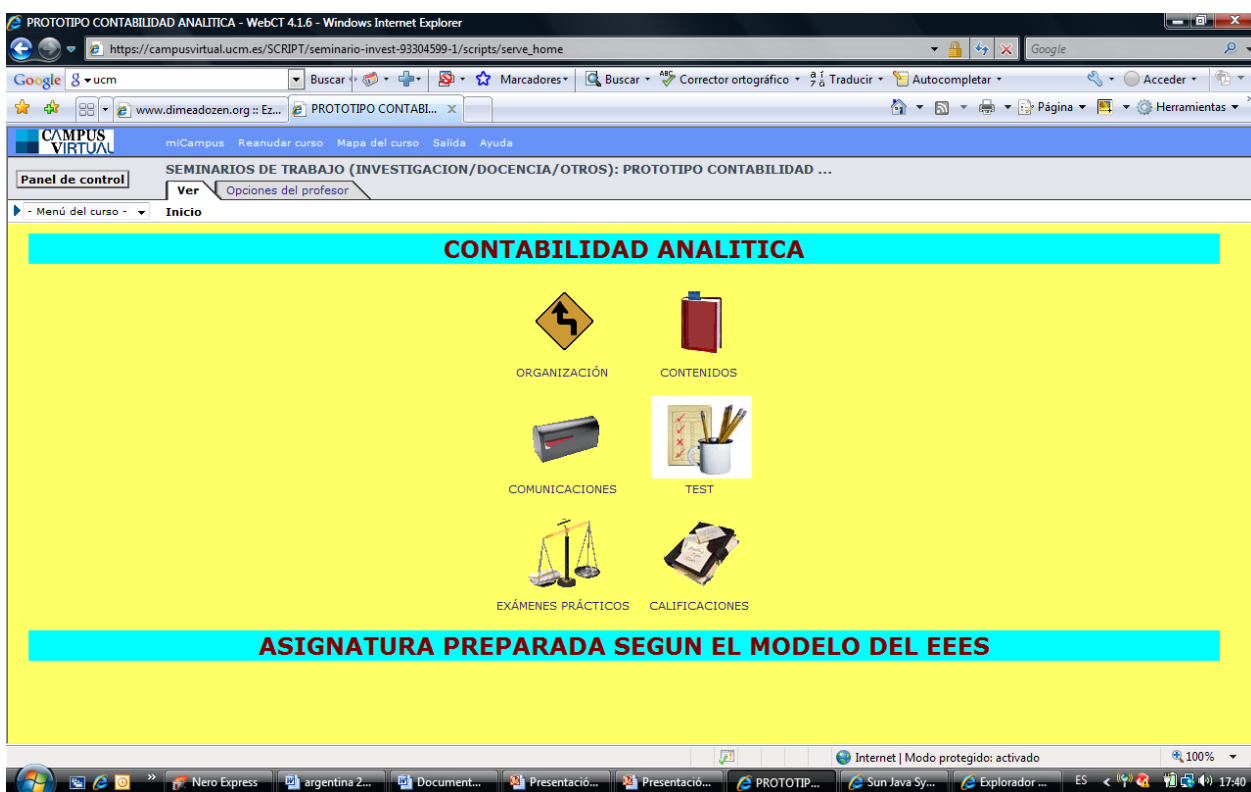 PROTOTIPO CONTABILIDAD ANALITICA - WebCT 4.1.6 - Windows Internet Explorer
https://campusvirtual.ucm.es/SCRIPT/seminario-invest-93304599-1/scripts/serve_home
Google
Google ucm Buscar Marcadores Buscar Corrector ortográfico Traducir Autocompletar Acceder
www.dimeadozen.org :: Ez... PROTOTIPO CONTABI... Página Herramientas
CAMPUS VIRTUAL
miCampus Reanudar curso Mapa del curso Salida Ayuda
Panel de control
SEMINARIOS DE TRABAJO (INVESTIGACION/DOCENCIA/OTROS): PROTOTIPO CONTABILIDAD ...
Ver Opciones del profesor
- Menú del curso - Inicio
CONTABILIDAD ANALITICA
ORGANIZACIÓN CONTENIDOS
COMUNICACIONES TEST
EXÁMENES PRÁCTICOS CALIFICACIONES
ASIGNATURA PREPARADA SEGUN EL MODELO DEL EEES
Internet | Modo protegido: activado 100%
Nero Express argentina 2... Document... Presentació... Presentació... PROTOTIP... Sun Java Sy... Explorador ... ES 17:40